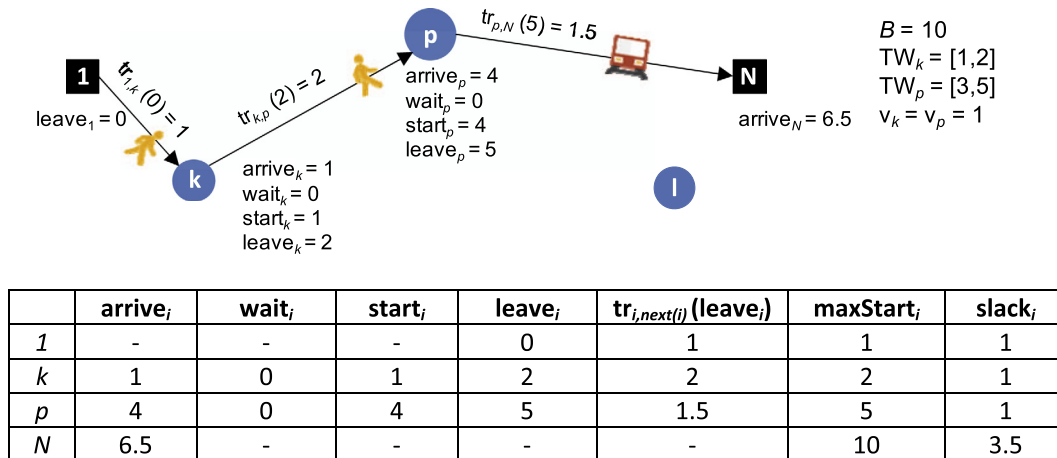 1
leave1 = 0
tr1,k (0) = 1
k
arrivek = 1
waitk = 0
startk = 1
leavek = 2
trk,p (2) = 2
p
arrivep = 4
waitp = 0
startp = 4
leavep = 5
trp,N (5) = 1.5
N
arriveN = 6.5
l
B = 10
TWk = [1,2]
TWp = [3,5]
vk = vp = 1
arrivei waiti starti leavei tri,next(i) (leavei) maxStarti slacki
1 - - - 0 1 1 1
k 1 0 1 2 2 2 1
p 4 0 4 5 1.5 5 1
N 6.5 - - - - 10 3.5